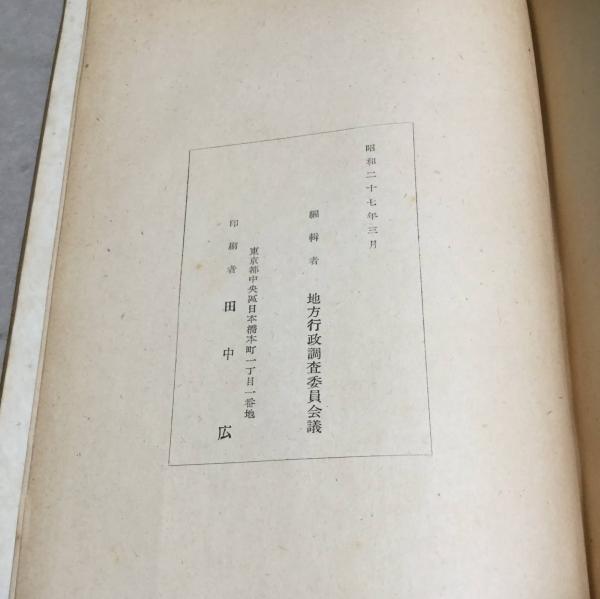 昭和二十七年三月
編輯者 地方行政調査委員会議
東京都中央區日本橋本町一丁目一番地
印刷者 田中広